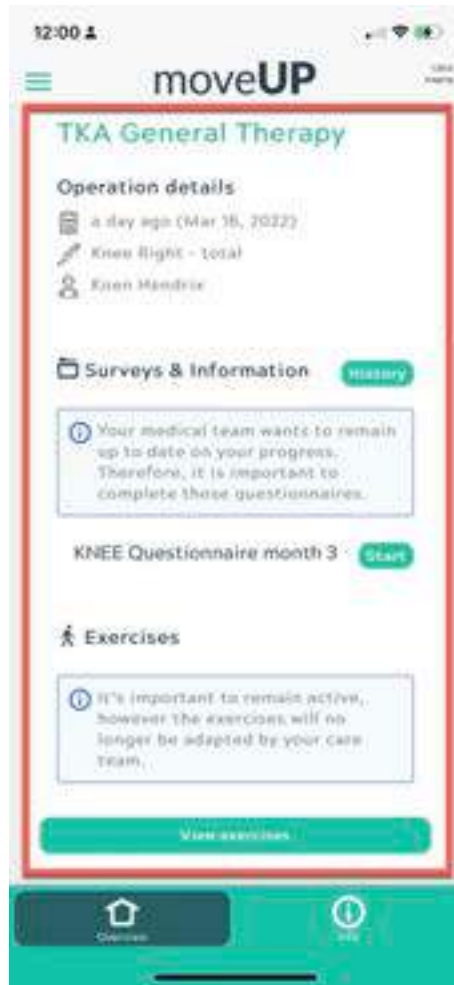 12:00
moveUP
TKA General Therapy
Operation details
a day ago (Mar 16, 2022)
Knee Right - total
Koen Hendrix
Surveys & Information
History
Your medical team wants to remain
up to date on your progress.
Therefore, it is important to
complete those questionnaires.
KNEE Questionnaire month 3
Start
Exercises
It's important to remain active,
however the exercises will no
longer be adapted by your care
team.
View exercises
Overview
Info